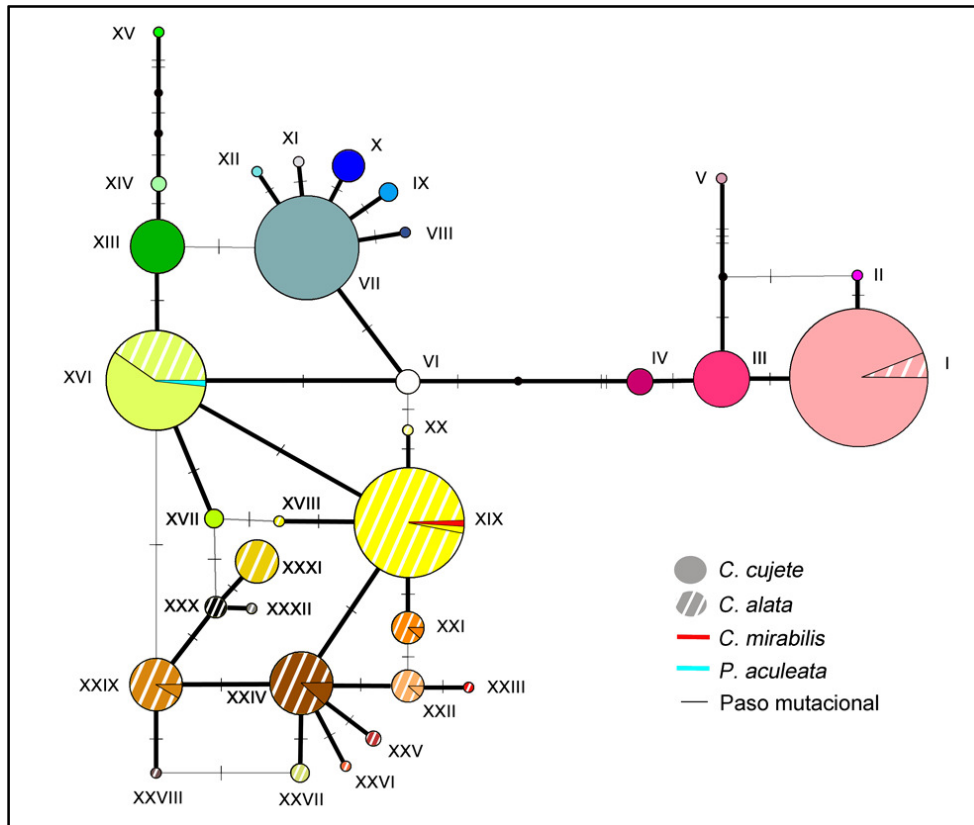 XV
XI
X
XII
XIV
IX
V
VIII
XIII
II
VII
VI
IV
III
I
XVI
XX
XVIII
XIX
XVII
XXXI
C. cujete
XXX
XXXII
C. alata
XXI
C. mirabilis
P. aculeata
XXIX
XXIV
XXIII
XXII
Paso mutacional
XXV
XXVI
XXVIII
XXVII